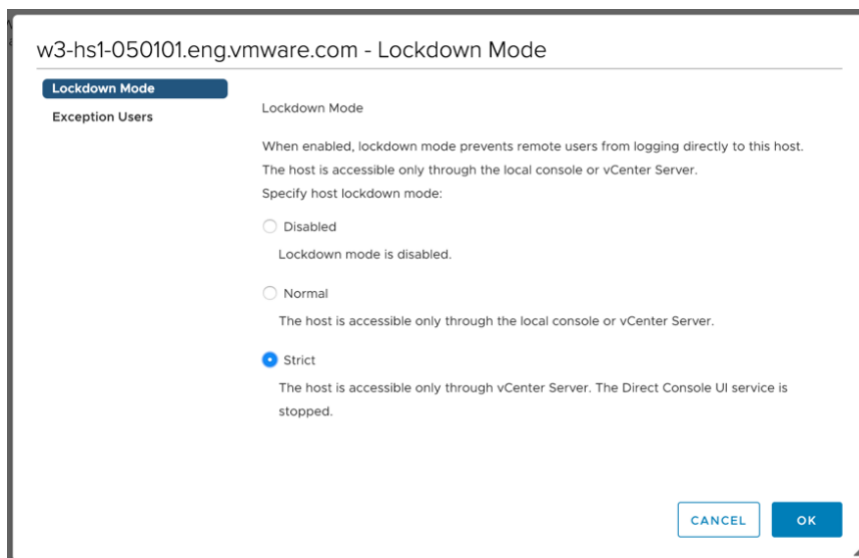 w3-hs1-050101.eng.vmware.com - Lockdown Mode
Lockdown Mode
Exception Users
Lockdown Mode
When enabled, lockdown mode prevents remote users from logging directly to this host.
The host is accessible only through the local console or vCenter Server.
Specify host lockdown mode:
Disabled
Lockdown mode is disabled.
Normal
The host is accessible only through the local console or vCenter Server.
Strict
The host is accessible only through vCenter Server. The Direct Console UI service is
stopped.
CANCEL
OK